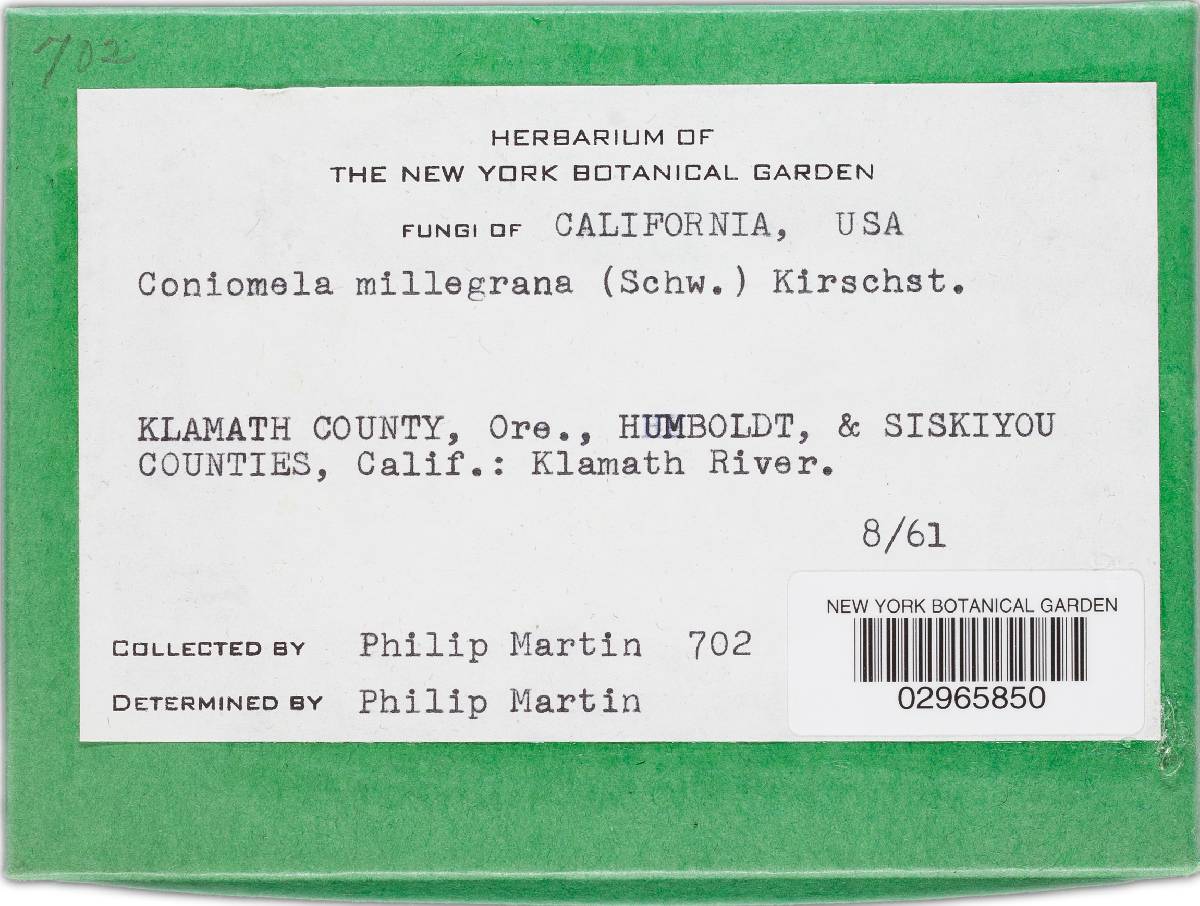 702
HERBARIUM OF
THE NEW YORK BOTANICAL GARDEN
FUNGI OF CALIFORNIA, USA
Coniomela millegrana (Schw.) Kirschst.
KLAMATH COUNTY, Ore., HUMBOLDT, & SISKIYOU
COUNTIES, Calif.: Klamath River.
8/61
COLLECTED BY Philip Martin 702
DETERMINED BY Philip Martin
NEW YORK BOTANICAL GARDEN
02965850